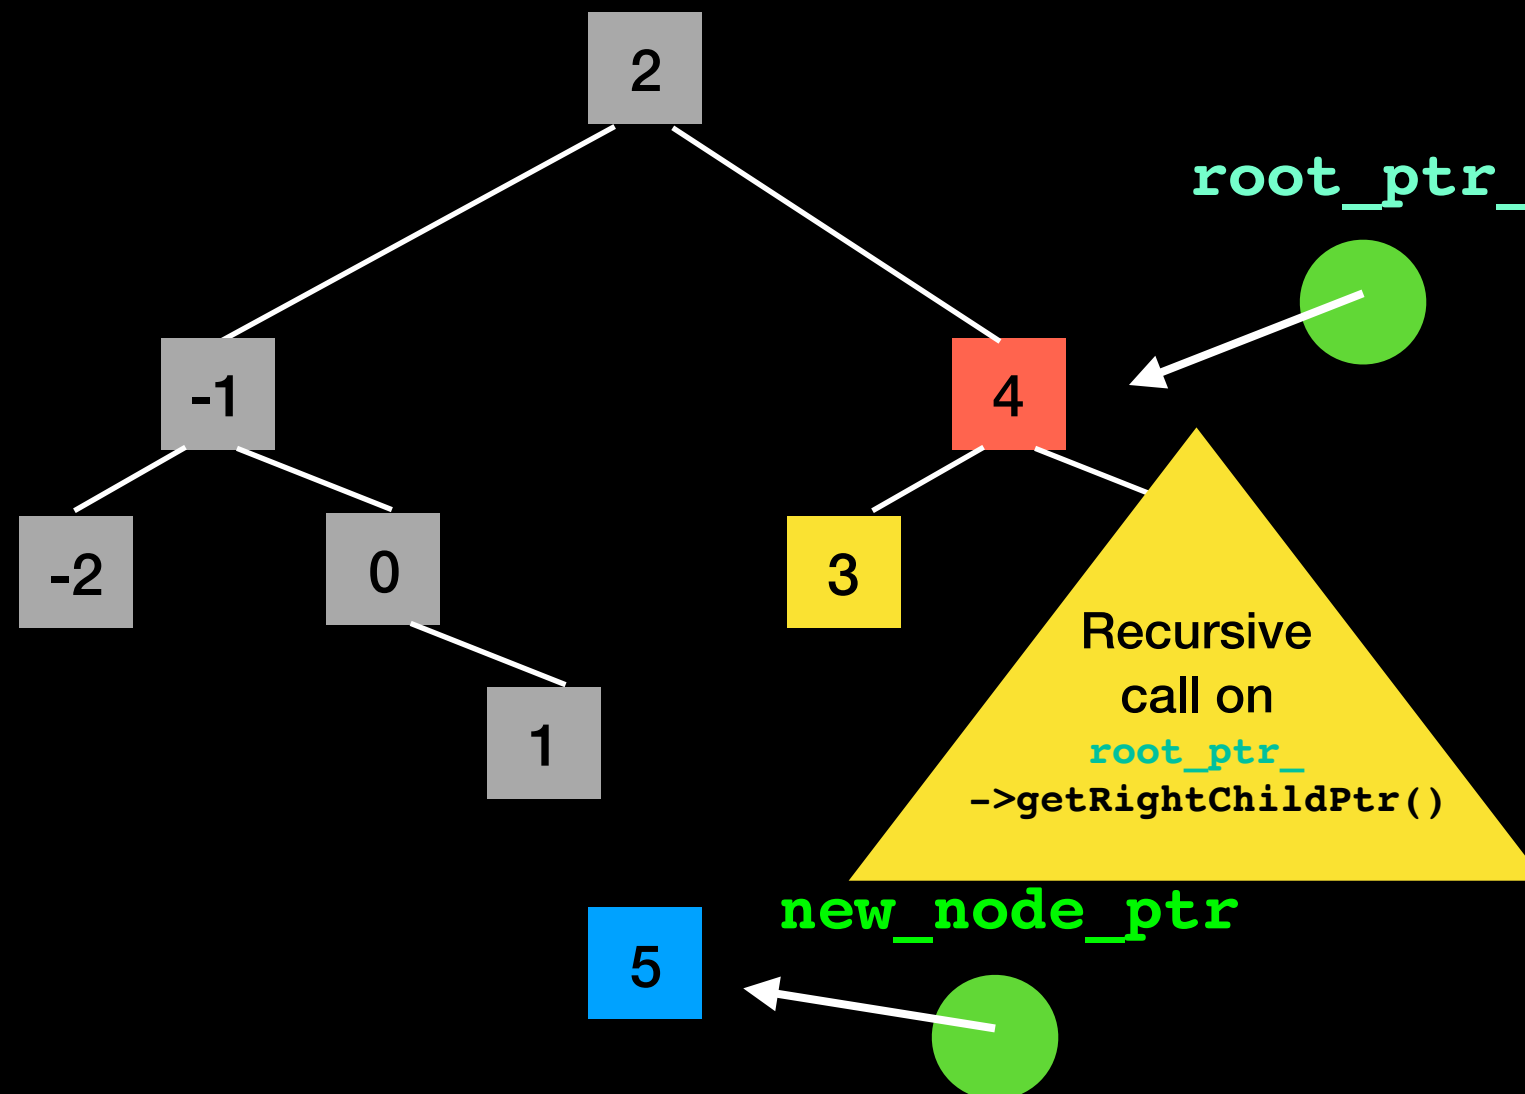 2
root_ptr_
-1
4
-2
0
3
Recursive
call on
root_ptr_
->getRightChildPtr()
1
new_node_ptr
5